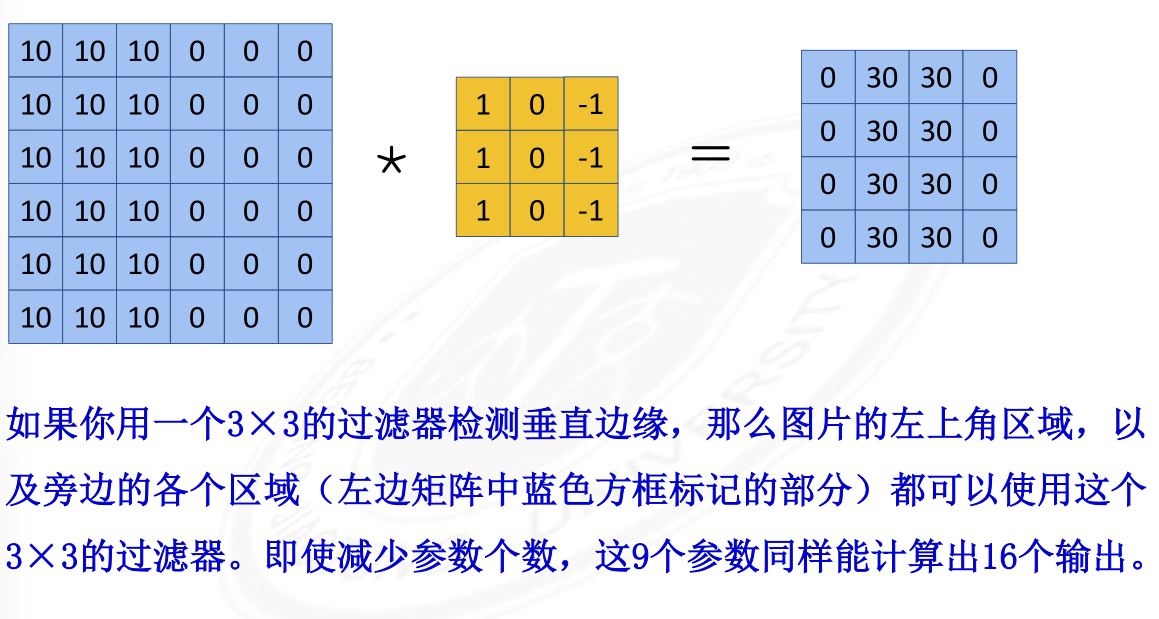 10 10 10 0 0 0
10 10 10 0 0 0
10 10 10 0 0 0
10 10 10 0 0 0
10 10 10 0 0 0
10 10 10 0 0 0
*
1 0 -1
1 0 -1
1 0 -1
=
0 30 30 0
0 30 30 0
0 30 30 0
0 30 30 0
如果你用一个3×3的过滤器检测垂直边缘，那么图片的左上角区域，以
及旁边的各个区域（左边矩阵中蓝色方框标记的部分）都可以使用这个
3×3的过滤器。即使减少参数个数，这9个参数同样能计算出16个输出。